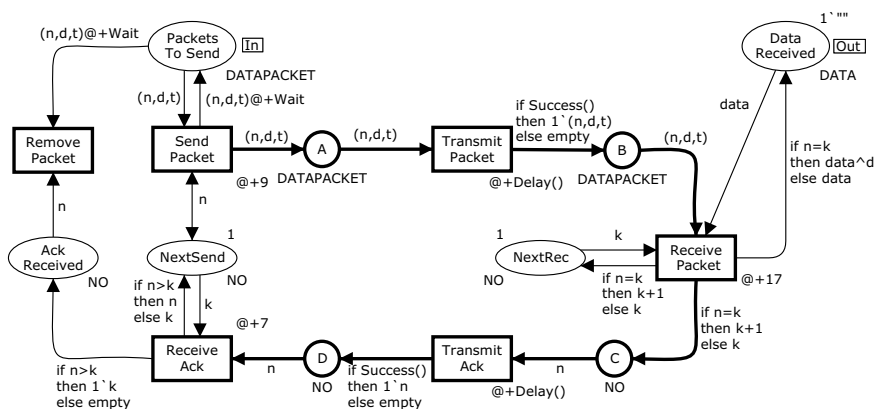 1`""
(n,d,t)@+Wait
Packets
To Send
In
DATAPACKET
Data
Received
Out
DATA
(n,d,t)
(n,d,t)@+Wait
data
Remove
Packet
Send
Packet
@+9
(n,d,t)
A
DATAPACKET
(n,d,t)
Transmit
Packet
@+Delay()
if Success()
then 1`(n,d,t)
else empty
B
DATAPACKET
(n,d,t)
if n=k
then data^d
else data
n
n
Ack
Received
NO
1
NextSend
NO
1
NextRec
NO
k
if n=k
then k+1
else k
Receive
Packet
@+17
if n>k
then n
else k
k
@+7
if n=k
then k+1
else k
Receive
Ack
n
D
NO
if Success()
then 1`n
else empty
Transmit
Ack
@+Delay()
n
C
NO
if n>k
then 1`k
else empty